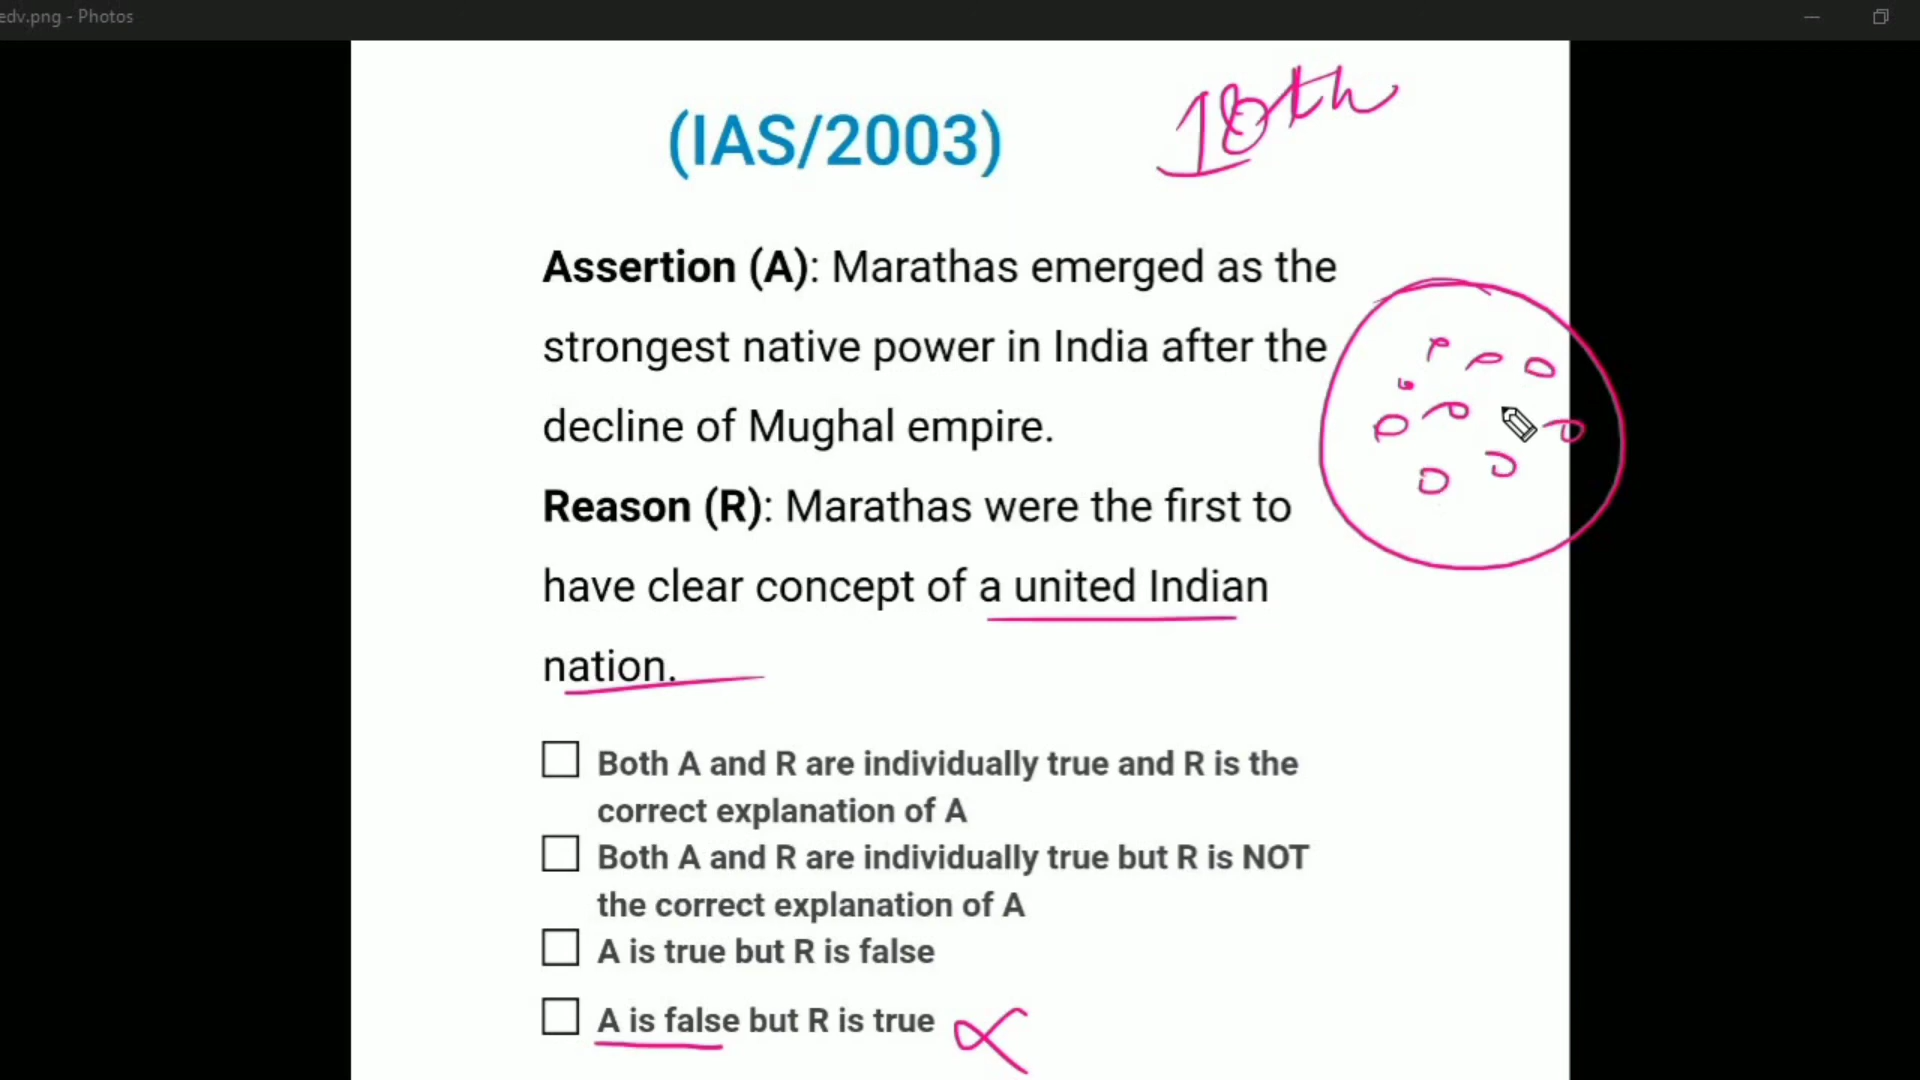 edv.png - Photos
(IAS/2003)
18th
Assertion (A): Marathas emerged as the
strongest native power in India after the
decline of Mughal empire.
Reason (R): Marathas were the first to
have clear concept of a united Indian
nation.
Both A and R are individually true and R is the
correct explanation of A
Both A and R are individually true but R is NOT
the correct explanation of A
A is true but R is false
A is false but R is true